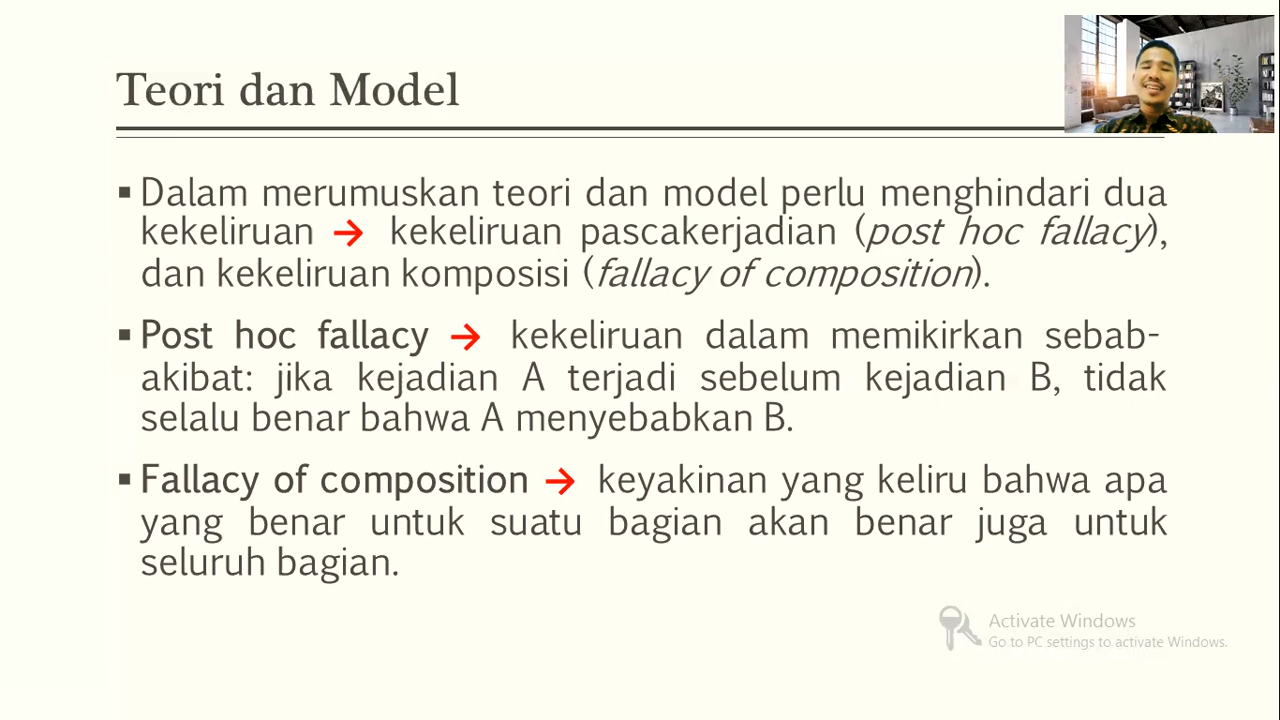 Teori dan Model
▪ Dalam merumuskan teori dan model perlu menghindari dua
kekeliruan → kekeliruan pascakerjadian (post hoc fallacy),
dan kekeliruan komposisi (fallacy of composition).
▪ Post hoc fallacy → kekeliruan dalam memikirkan sebab-
akibat: jika kejadian A terjadi sebelum kejadian B, tidak
selalu benar bahwa A menyebabkan B.
▪ Fallacy of composition → keyakinan yang keliru bahwa apa
yang benar untuk suatu bagian akan benar juga untuk
seluruh bagian.
Activate Windows
Go to PC settings to activate Windows.